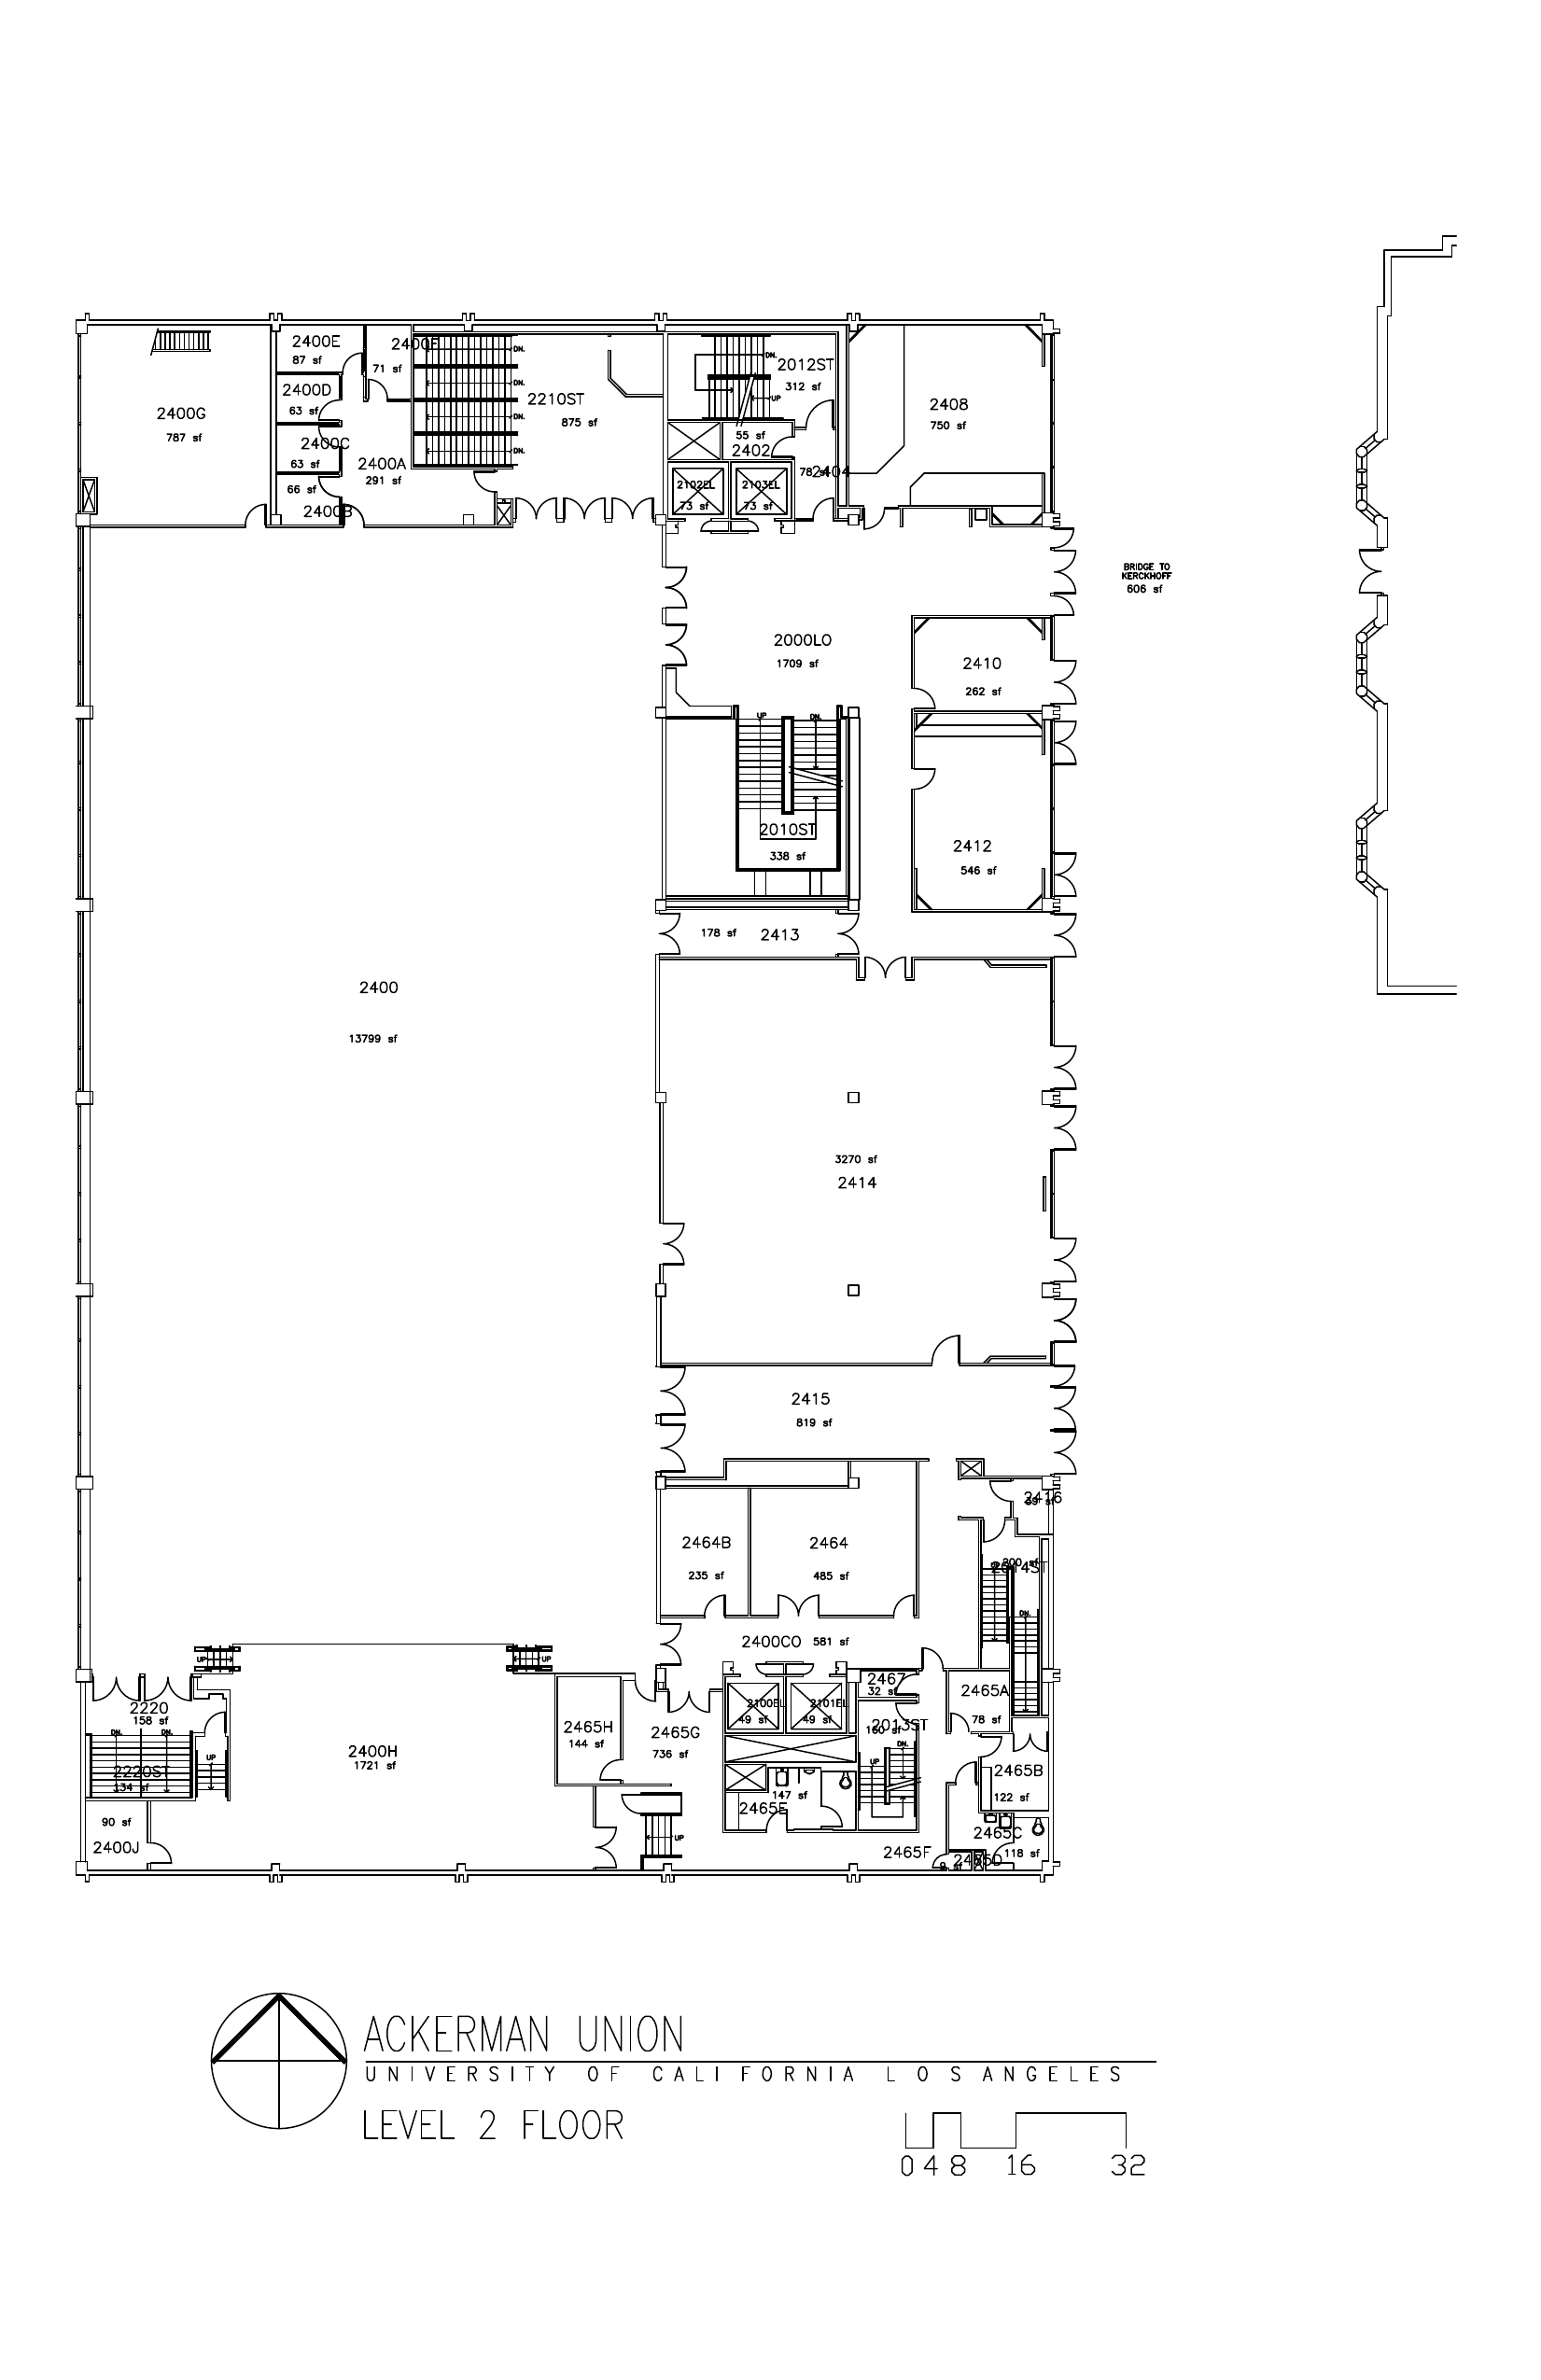 2400E
87 sf
2400F
71 sf
2400D
63 sf
2400G
787 sf
2400C
63 sf
2400A
291 sf
66 sf
2400B
DN.
DN.
DN.
DN.
2210ST
875 sf
DN.
UP
2012ST
312 sf
55 sf
2402
78 sf
2404
2102EL
73 sf
2103EL
73 sf
2408
750 sf
BRIDGE TO
KERCKHOFF
606 sf
2000LO
1709 sf
2410
262 sf
UP
DN.
2010ST
338 sf
2412
546 sf
178 sf
2413
2400
13799 sf
3270 sf
2414
2415
819 sf
2416
2464B
235 sf
2464
485 sf
200 sf
2014ST
DN.
2400CO
581 sf
UP
UP
2467
32 sf
2465A
78 sf
2220
158 sf
DN.
DN.
UP
2220ST
134 sf
2400H
1721 sf
2465H
144 sf
2465G
736 sf
2100EL
49 sf
2101EL
49 sf
2013ST
160 sf
DN.
UP
2465B
122 sf
147 sf
2465E
90 sf
2400J
UP
2465F
2465C
118 sf
2465D
9 sf
ACKERMAN UNION
UNIVERSITY OF CALIFORNIA LOS ANGELES
LEVEL 2 FLOOR
0 4 8 16 32